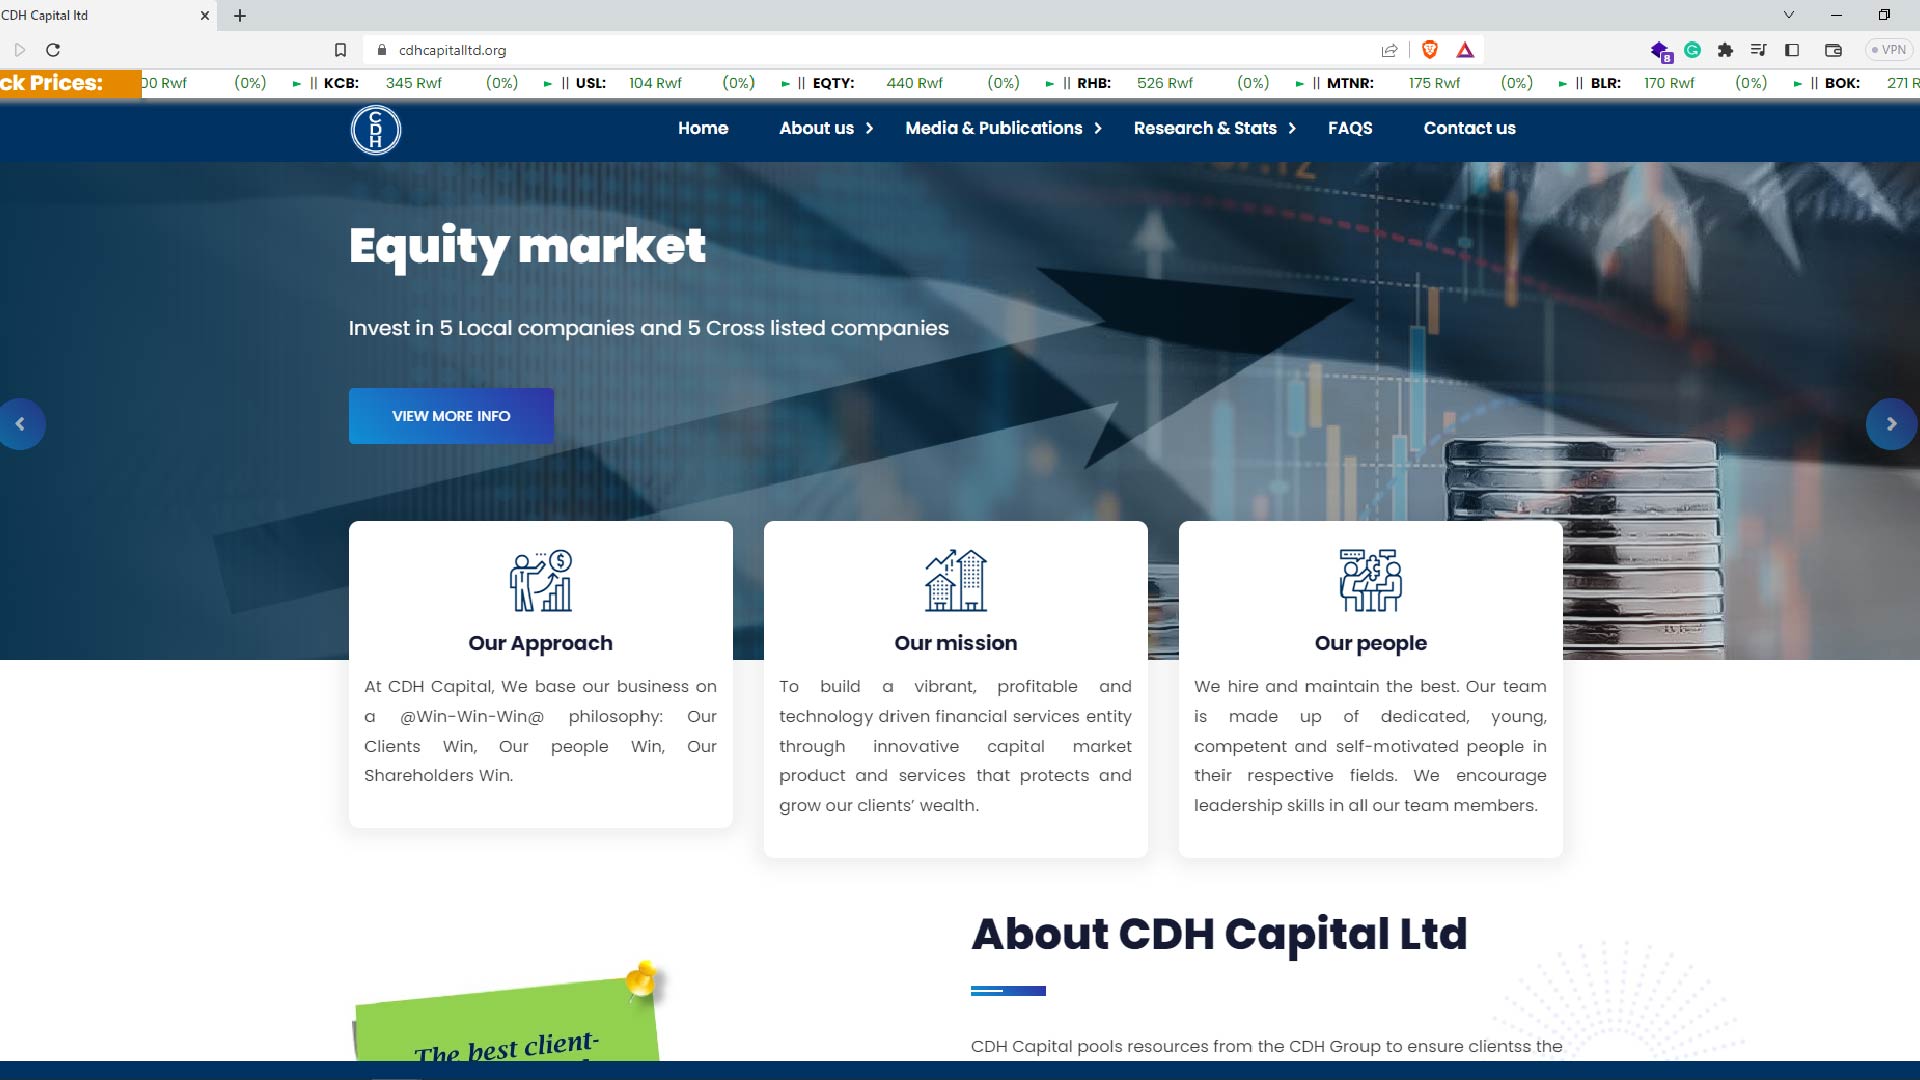 CDH Capital ltd
cdhcapitalltd.org
VPN
8
ck Prices: 00 Rwf (0%) ► || KCB: 345 Rwf (0%) ► || USL: 104 Rwf (0%) ► || EQTY: 440 Rwf (0%) ► || RHB: 526 Rwf (0%) ► || MTNR: 175 Rwf (0%) ► || BLR: 170 Rwf (0%) ► || BOK: 271 R
CDH
Home About us Media & Publications Research & Stats FAQS Contact us
Equity market
Invest in 5 Local companies and 5 Cross listed companies
VIEW MORE INFO
Our Approach
At CDH Capital, We base our business on
a @Win-Win-Win@ philosophy: Our
Clients Win, Our people Win, Our
Shareholders Win.
Our mission
To build a vibrant, profitable and
technology driven financial services entity
through innovative capital market
product and services that protects and
grow our clients’ wealth.
Our people
We hire and maintain the best. Our team
is made up of dedicated, young,
competent and self-motivated people in
their respective fields. We encourage
leadership skills in all our team members.
The best client-
About CDH Capital Ltd
CDH Capital pools resources from the CDH Group to ensure clientss the